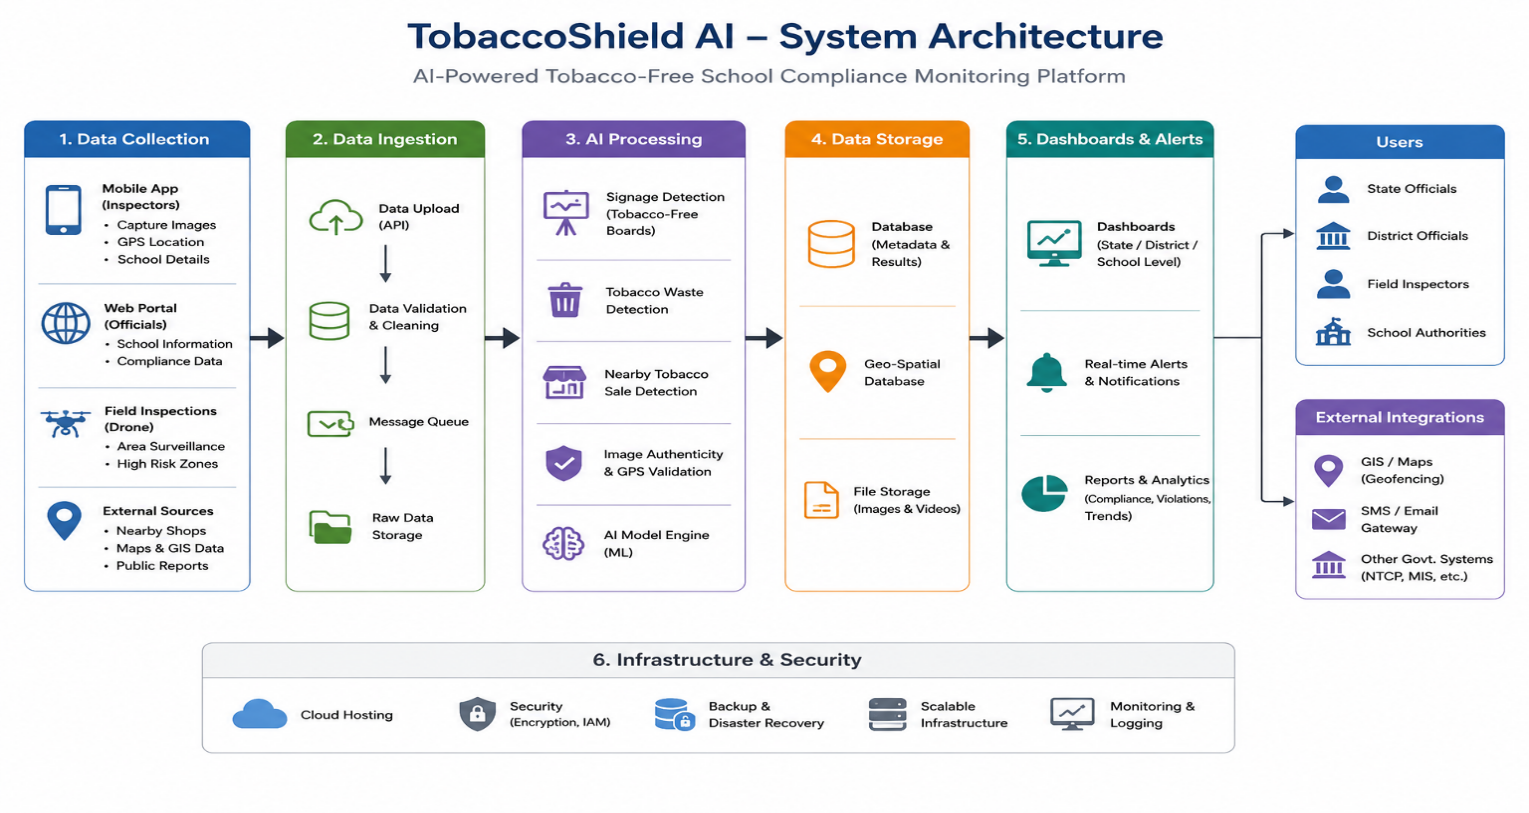 TobaccoShield AI – System Architecture
AI-Powered Tobacco-Free School Compliance Monitoring Platform
1. Data Collection
Mobile App
(Inspectors)
• Capture Images
• GPS Location
• School Details
Web Portal
(Officials)
• School Information
• Compliance Data
Field Inspections
(Drone)
• Area Surveillance
• High Risk Zones
External Sources
• Nearby Shops
• Maps & GIS Data
• Public Reports
2. Data Ingestion
Data Upload
(API)
Data Validation
& Cleaning
Message Queue
Raw Data
Storage
3. AI Processing
Signage Detection
(Tobacco-Free
Boards)
Tobacco Waste
Detection
Nearby Tobacco
Sale Detection
Image Authenticity
& GPS Validation
AI Model Engine
(ML)
4. Data Storage
Database
(Metadata &
Results)
Geo-Spatial
Database
File Storage
(Images & Videos)
5. Dashboards & Alerts
Dashboards
(State / District /
School Level)
Real-time Alerts
& Notifications
Reports & Analytics
(Compliance, Violations,
Trends)
Users
State Officials
District Officials
Field Inspectors
School Authorities
External Integrations
GIS / Maps
(Geofencing)
SMS / Email
Gateway
Other Govt. Systems
(NTCP, MIS, etc.)
6. Infrastructure & Security
Cloud Hosting
Security
(Encryption, IAM)
Backup &
Disaster Recovery
Scalable
Infrastructure
Monitoring &
Logging